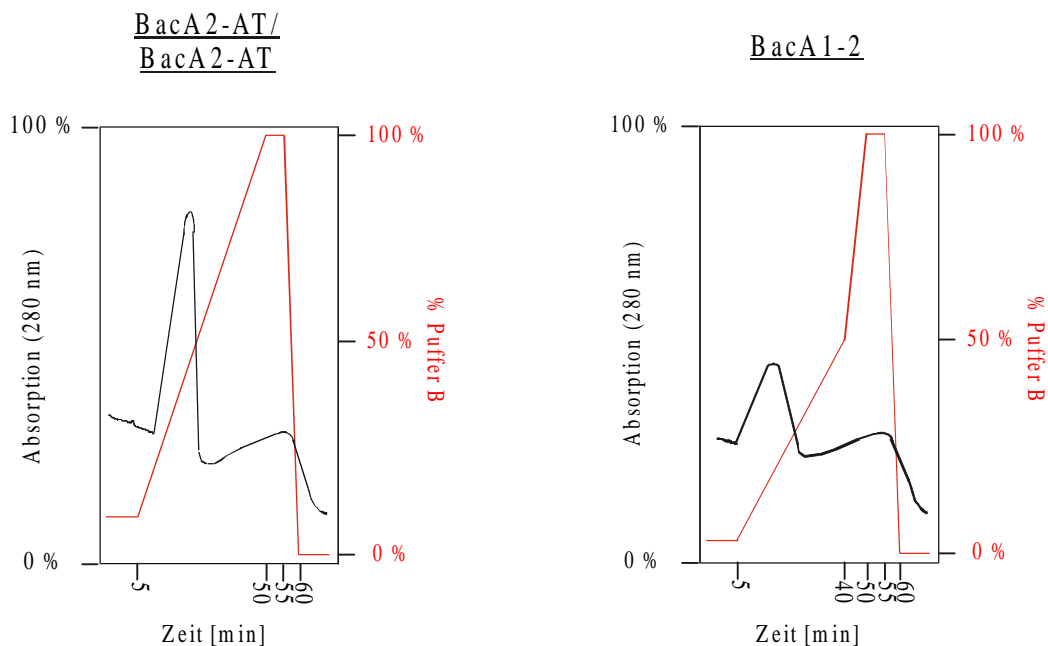 BacA2-AT/
BacA2-AT
100 %
0 %
Absorption (280 nm)
100 %
50 %
0 %
% Puffer B
5
50
55
60
Zeit [min]
BacA1-2
100 %
0 %
Absorption (280 nm)
100 %
50 %
0 %
% Puffer B
5
40
50
55
60
Zeit [min]